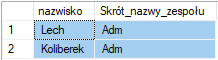 nazwisko Skrót_nazwy_zespołu
1 Lech Adm
2 Koliberek Adm